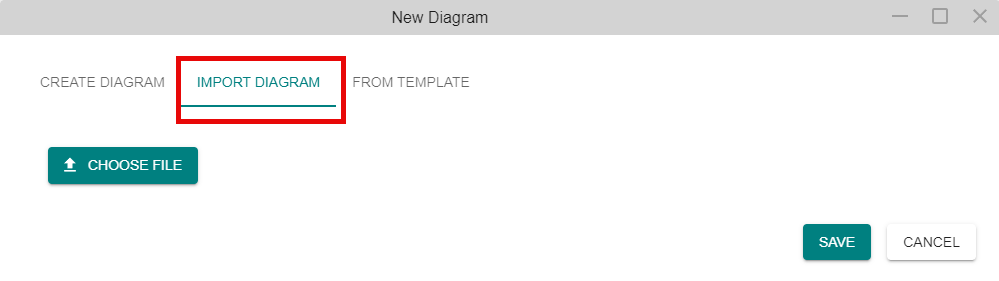 New Diagram
CREATE DIAGRAM IMPORT DIAGRAM FROM TEMPLATE
CHOOSE FILE
SAVE CANCEL